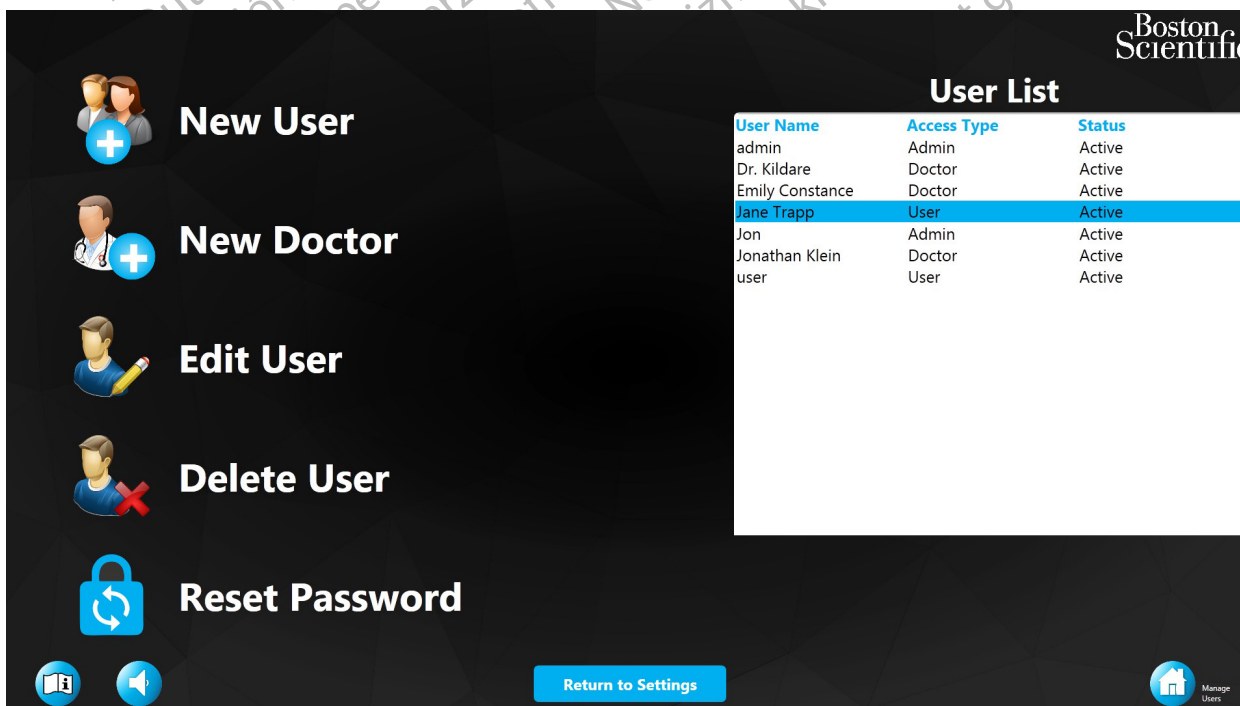 Boston
Scientific
New User
New Doctor
Edit User
Delete User
Reset Password
User List
User Name Access Type Status
admin Admin Active
Dr. Kildare Doctor Active
Emily Constance Doctor Active
Jane Trapp User Active
Jon Admin Active
Jonathan Klein Doctor Active
user User Active
Return to Settings
Manage
Users